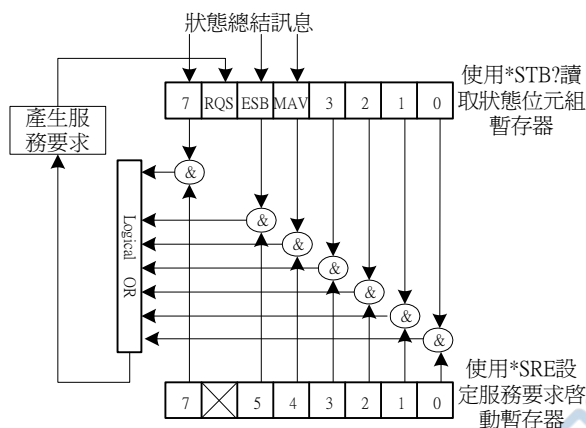 狀態總結訊息
7 RQS ESB MAV 3 2 1 0
使用*STB?讀
取狀態位元組
暫存器
產生服
務要求
&
&
&
&
&
&
&
Logical OR
7 5 4 3 2 1 0
使用*SRE設
定服務要求啓
動暫存器